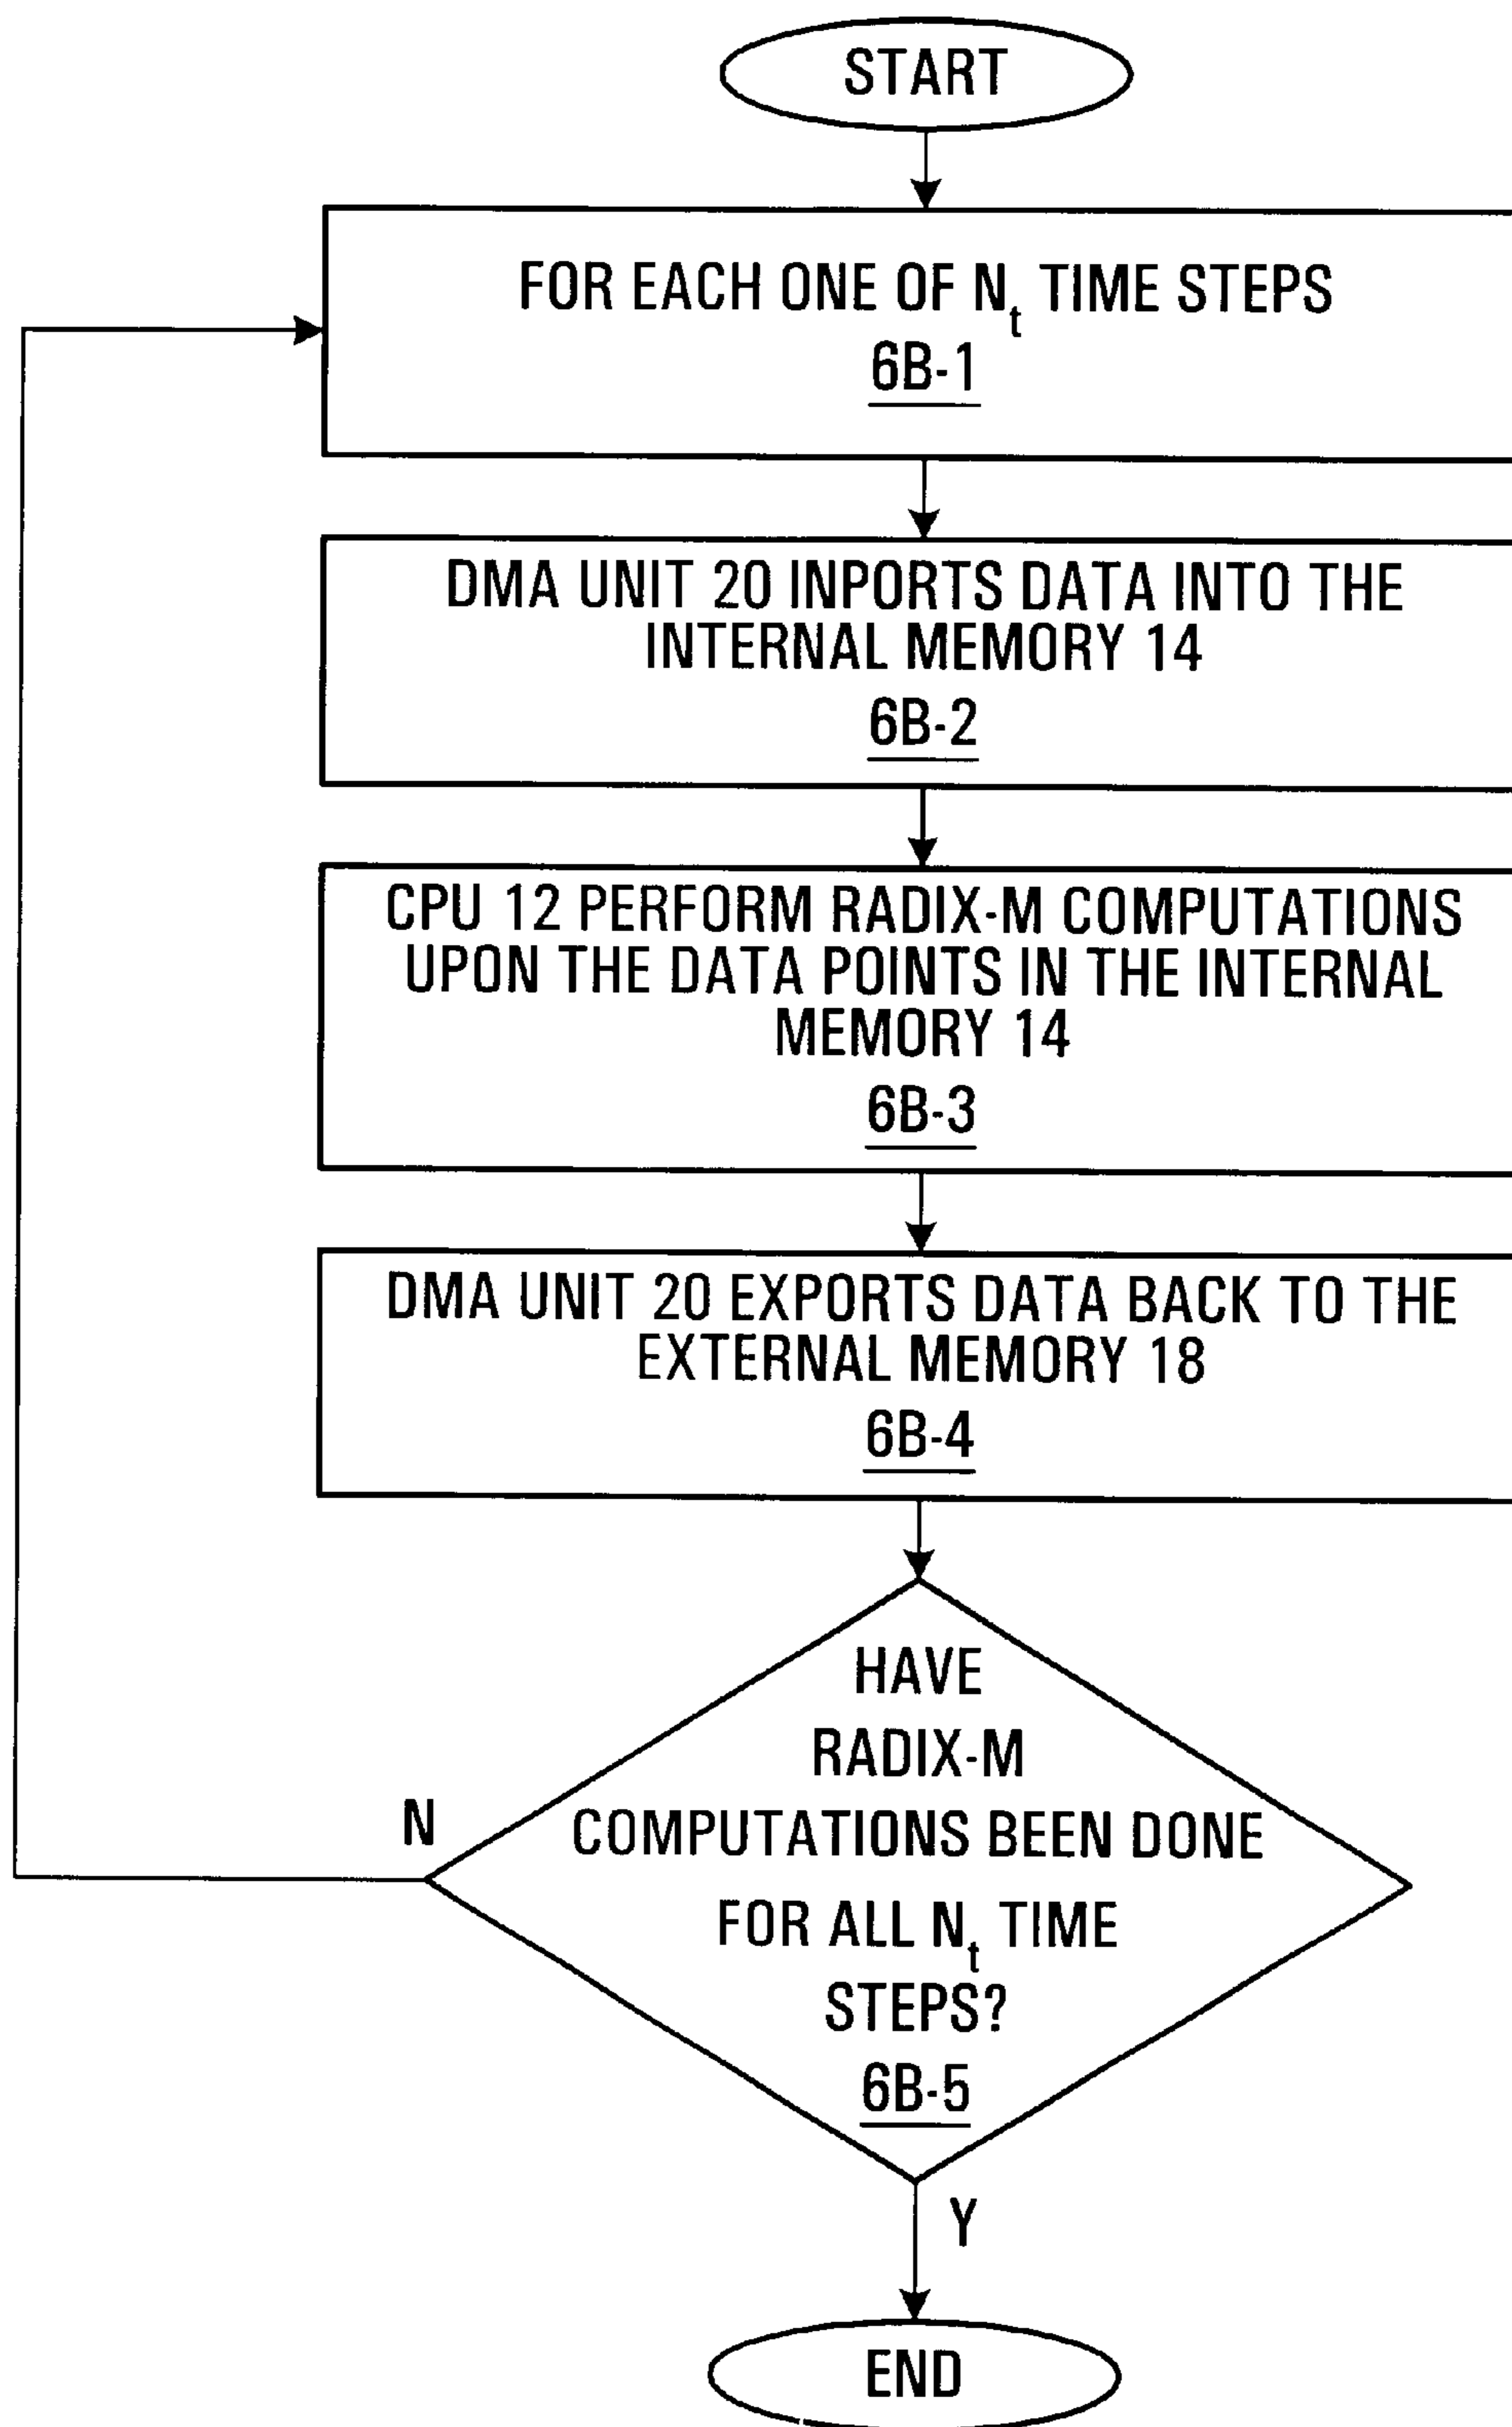 START
FOR EACH ONE OF Nt TIME STEPS
6B-1
DMA UNIT 20 INPORTS DATA INTO THE
INTERNAL MEMORY 14
6B-2
CPU 12 PERFORM RADIX-M COMPUTATIONS
UPON THE DATA POINTS IN THE INTERNAL
MEMORY 14
6B-3
DMA UNIT 20 EXPORTS DATA BACK TO THE
EXTERNAL MEMORY 18
6B-4
HAVE
RADIX-M
COMPUTATIONS BEEN DONE
FOR ALL Nt TIME
STEPS?
6B-5
N
Y
END